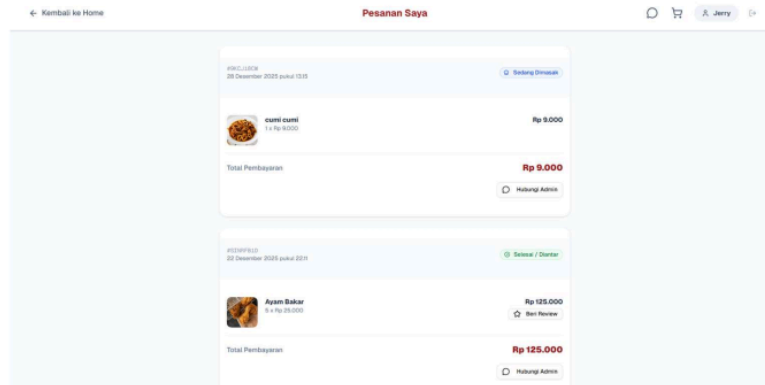 Kembali ke Home
Pesanan Saya
Jerry
28 Desember 2025 pukul 13.15
Sedang Dimasak
cumi cumi
Rp 9.000
1 x Rp 9.000
Total Pembayaran
Rp 9.000
Hubungi Admin
22 Desember 2025 pukul 22.11
Selesai / Diantar
Ayam Bakar
Rp 125.000
5 x Rp 25.000
Beri Review
Total Pembayaran
Rp 125.000
Hubungi Admin